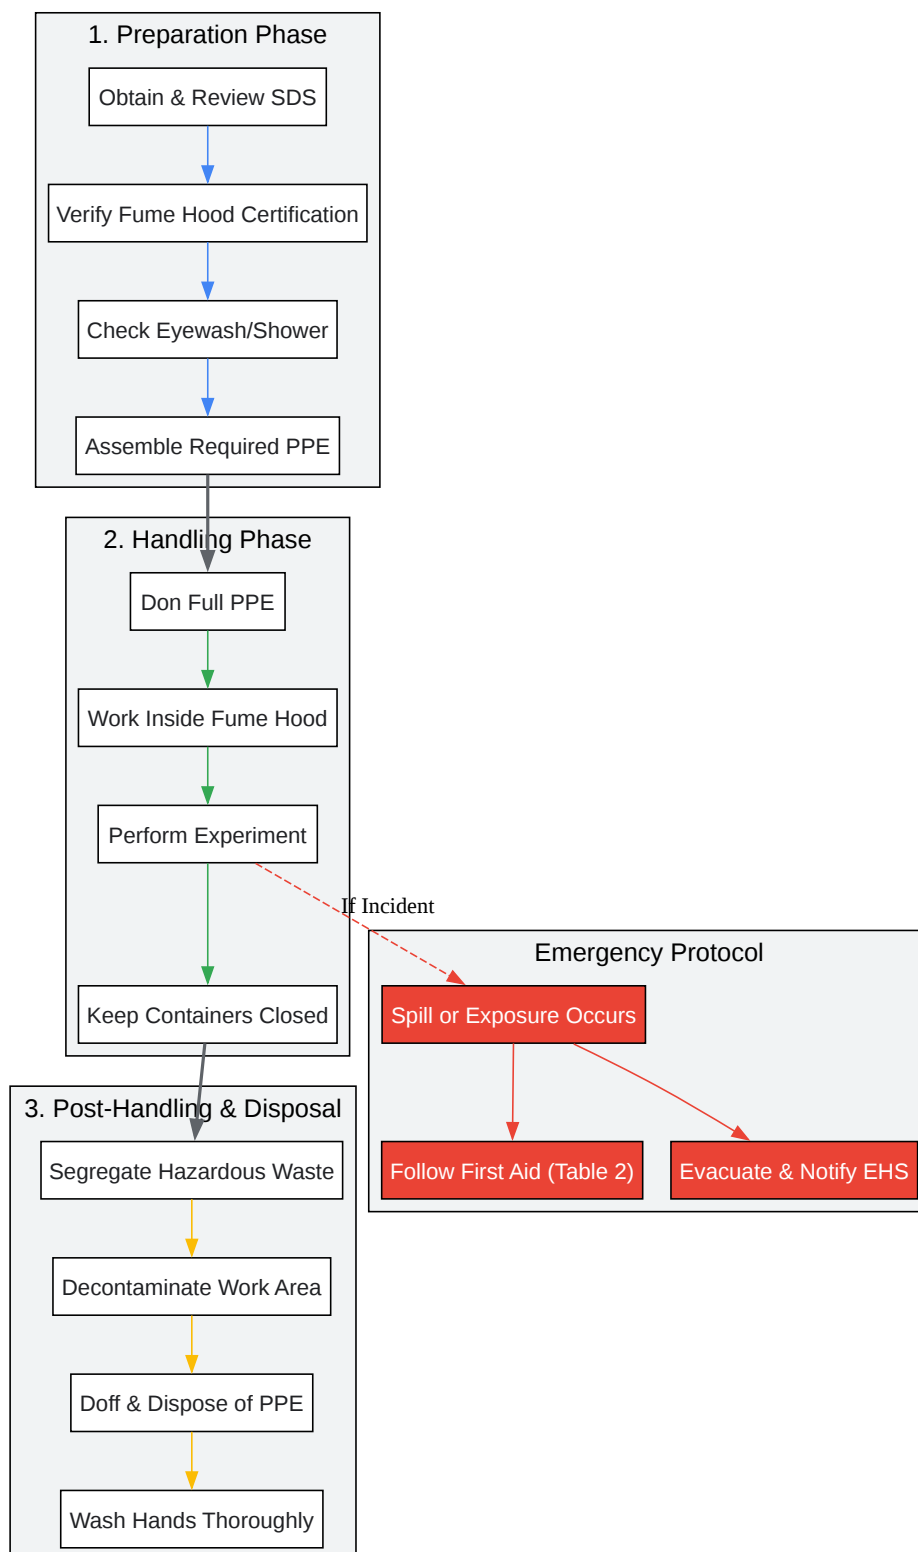 1. Preparation Phase
Obtain & Review SDS
Verify Fume Hood Certification
Check Eyewash/Shower
Assemble Required PPE
2. Handling Phase
Don Full PPE
Work Inside Fume Hood
Perform Experiment
If Incident
Keep Containers Closed
Emergency Protocol
Spill or Exposure Occurs
Follow First Aid (Table 2)
Evacuate & Notify EHS
3. Post-Handling & Disposal
Segregate Hazardous Waste
Decontaminate Work Area
Doff & Dispose of PPE
Wash Hands Thoroughly